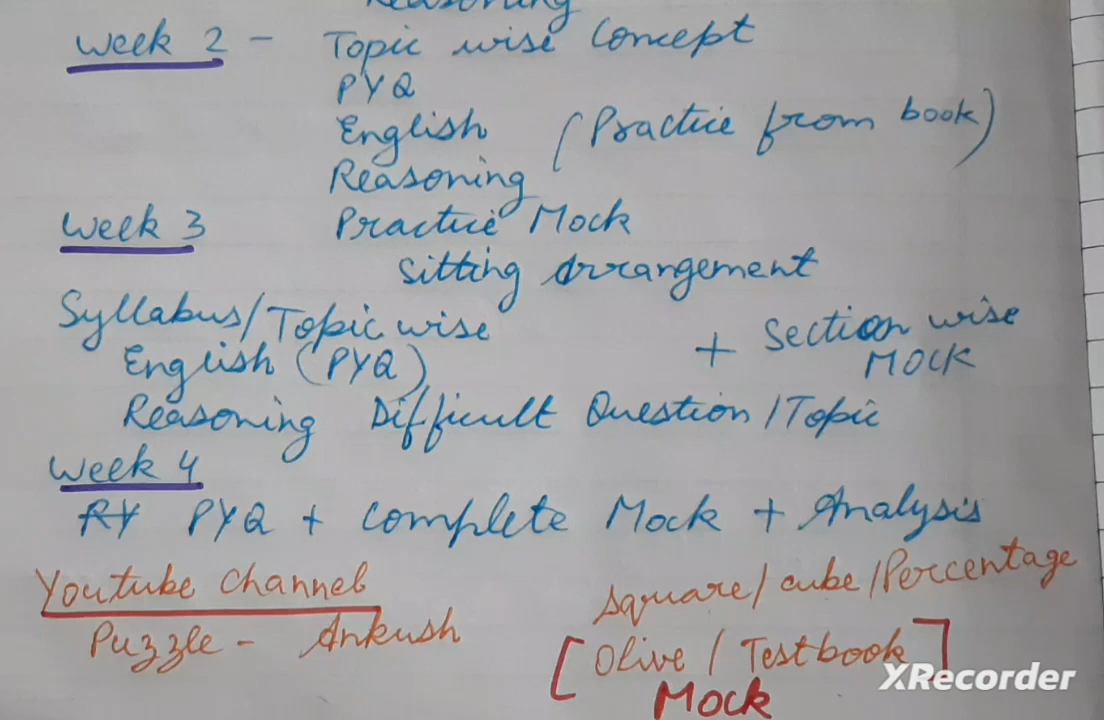 Reasoning
Week 2 - Topic wise Concept
PYQ
English (Practice from book)
Reasoning
Week 3 Practice Mock
Sitting Arrangement
Syllabus/Topic wise + Section wise
English (PYQ) MOCK
Reasoning Difficult Question/Topic
Week 4
RY PYQ + Complete Mock + Analysis
Youtube Channel Square/cube/Percentage
Puzzle - Ankush [Olive / Testbook]
Mock
XRecorder